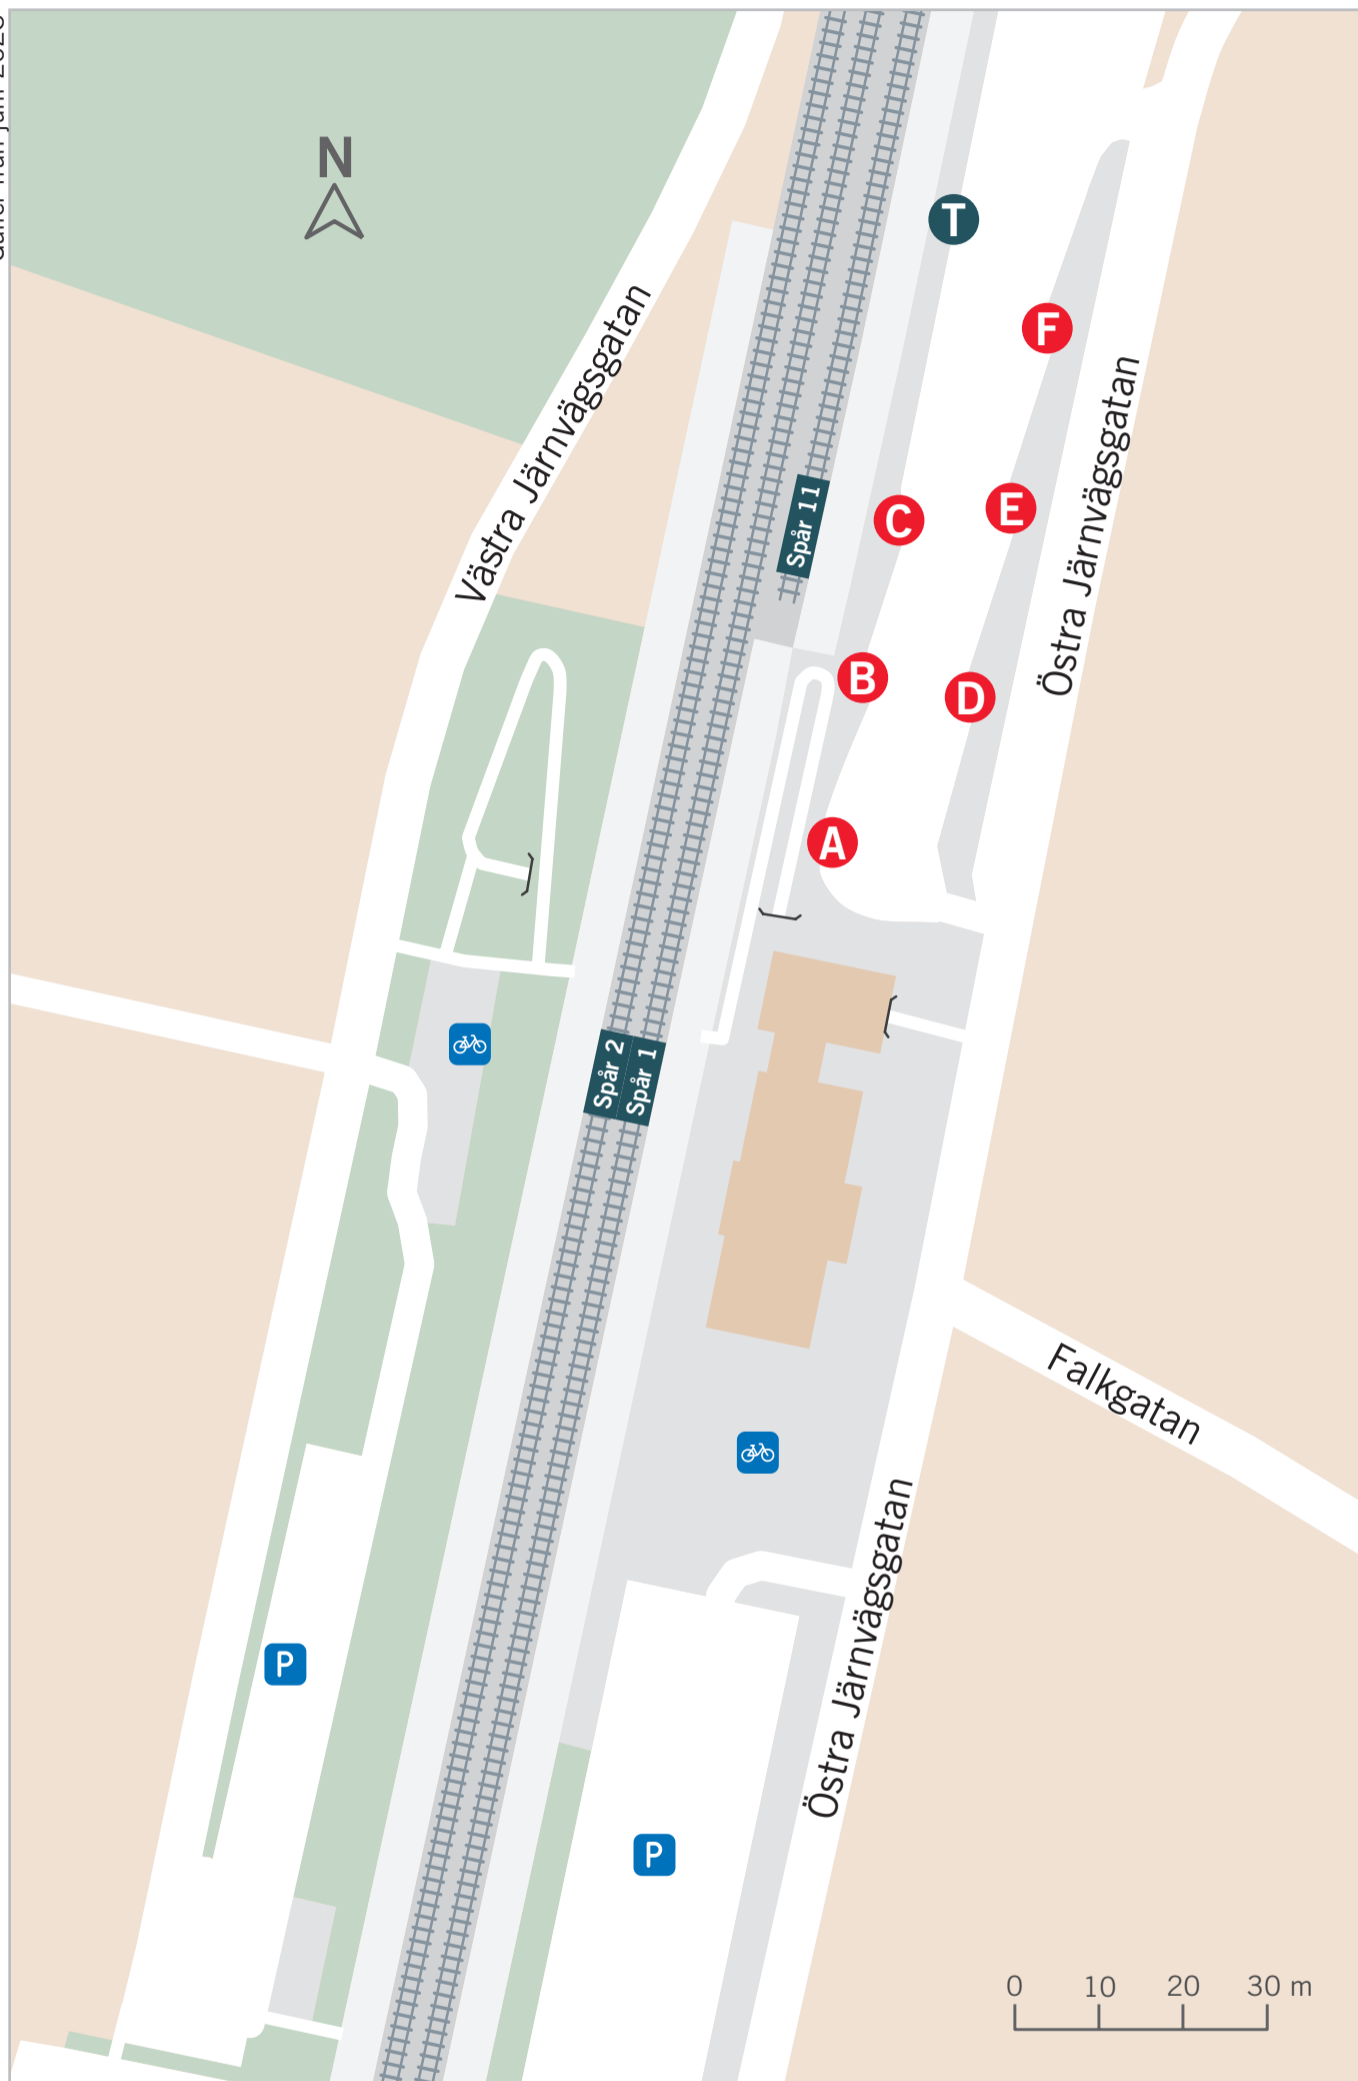 N
T
F
Västra Järnvägsgatan
Östra Järnvägsgatan
Spår 11
C
E
B
D
A
Spår 2
Spår 1
Falkgatan
Östra Järnvägsgatan
P
P
0 10 20 30 m